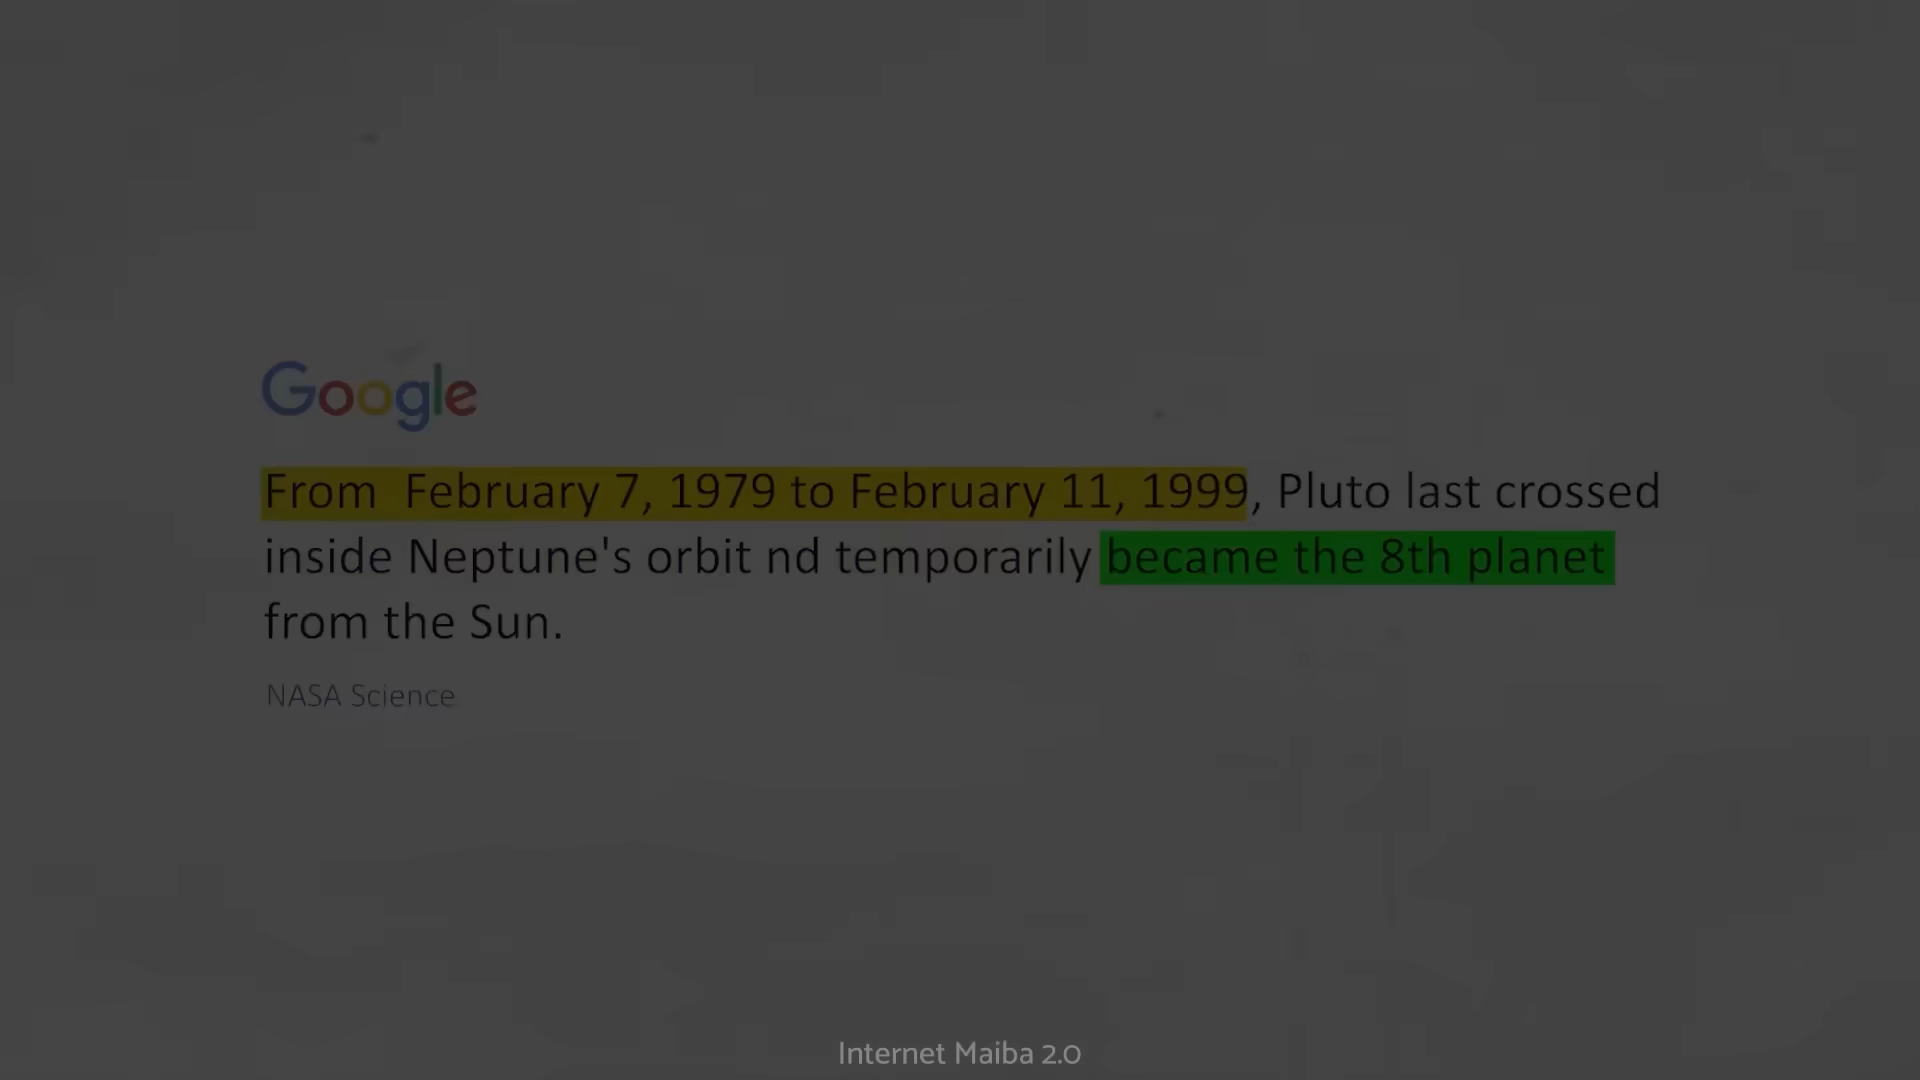 Google
From February 7, 1979 to February 11, 1999, Pluto last crossed
inside Neptune's orbit nd temporarily became the 8th planet
from the Sun.
NASA Science
Internet Maiba 2.0